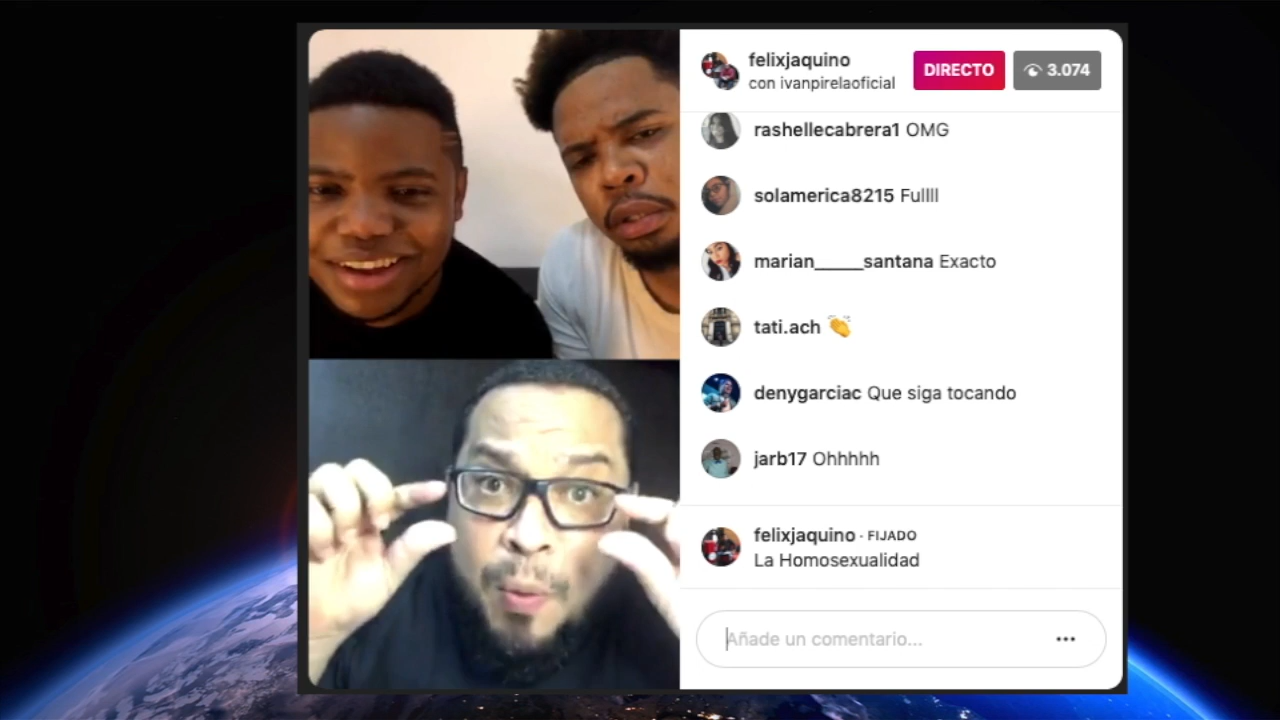 felixjaquino
con ivanpirelaoficial
DIRECTO
3.074
rashellecabrera1 OMG
solamerica8215 Fullll
marian_____santana Exacto
tati.ach 👏
denygarciac Que siga tocando
jarb17 Ohhhhh
felixjaquino · FIJADO
La Homosexualidad
Añade un comentario...